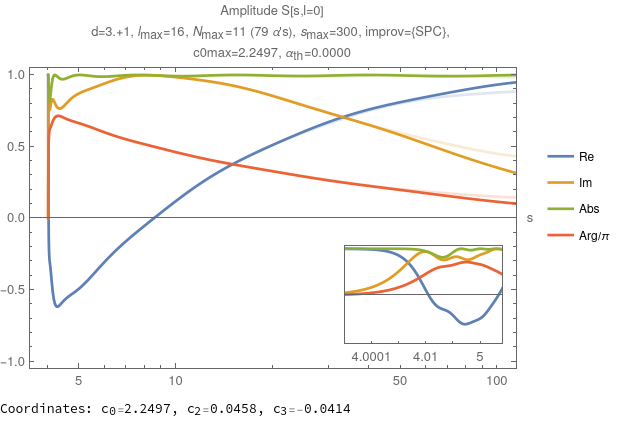 Amplitude S[s,l=0]
d=3.+1, lmax=16, Nmax=11 (79 α's), smax=300, improv={SPC},
c0max=2.2497, αth=0.0000
1.0
0.5
0.0
−0.5
−1.0
5
10
50
100
s
Re
Im
Abs
Arg/π
4.0001
4.01
5
Coordinates: c0=2.2497, c2=0.0458, c3=-0.0414